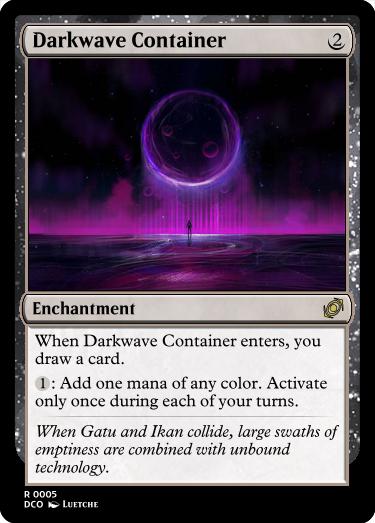 Darkwave Container 2
Enchantment
When Darkwave Container enters, you
draw a card.
1: Add one mana of any color. Activate
only once during each of your turns.
When Gatu and Ikan collide, large swaths of
emptiness are combined with unbound
technology.
R 0005
DCO Luetche